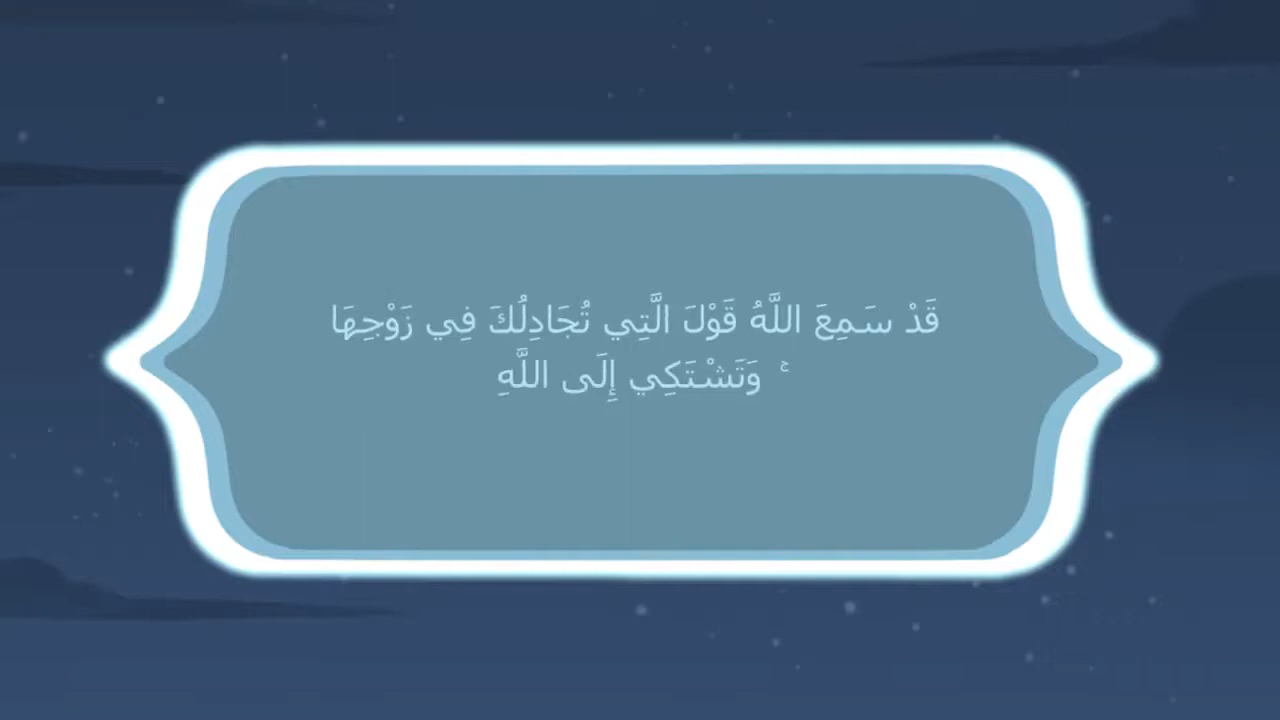 قَدْ سَمِعَ اللَّهُ قَوْلَ الَّتِي تُجَادِلُكَ فِي زَوْجِهَا
ۚ وَتَشْتَكِي إِلَى اللَّهِ